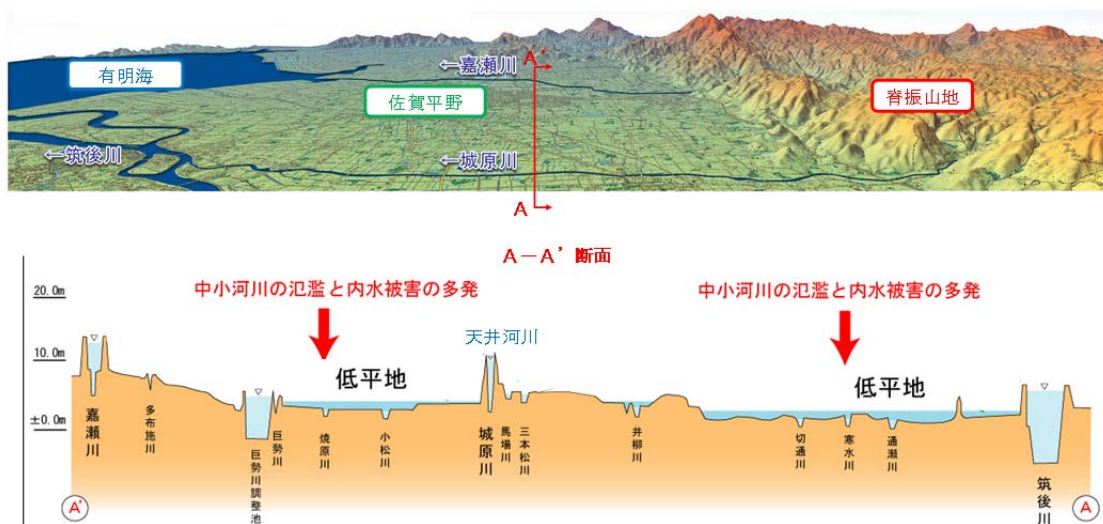 有明海
←嘉瀬川
A'
佐賀平野
脊振山地
←筑後川
←城原川
A
A－A’断面
中小河川の氾濫と内水被害の多発
中小河川の氾濫と内水被害の多発
20.0m
天井河川
10.0m
低平地
低平地
±0.0m
嘉瀬川
多布施川
巨勢川調整池
巨勢川
焼原川
小松川
城原川
馬場川
三本松川
井柳川
切通川
寒水川
通瀬川
筑後川
A'
A